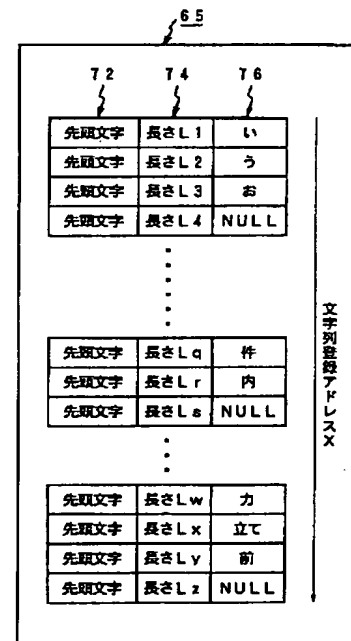 65
72 74 76
先頭文字 長さL1 い
先頭文字 長さL2 う
先頭文字 長さL3 お
先頭文字 長さL4 NULL
先頭文字 長さLq 件
先頭文字 長さLr 内
先頭文字 長さLs NULL
先頭文字 長さLw 力
先頭文字 長さLx 立て
先頭文字 長さLy 前
先頭文字 長さLz NULL
文字列登録アドレスX